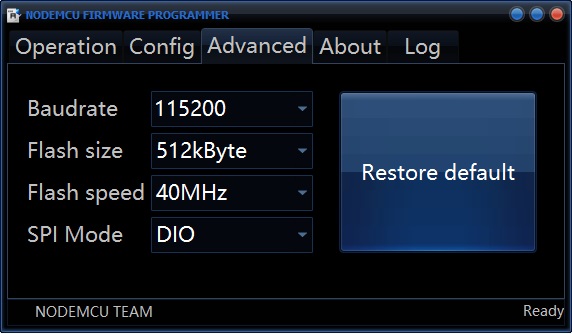 NODEMCU FIRMWARE PROGRAMMER
Operation Config Advanced About Log
Baudrate 115200
Flash size 512kByte
Flash speed 40MHz
SPI Mode DIO
Restore default
NODEMCU TEAM Ready